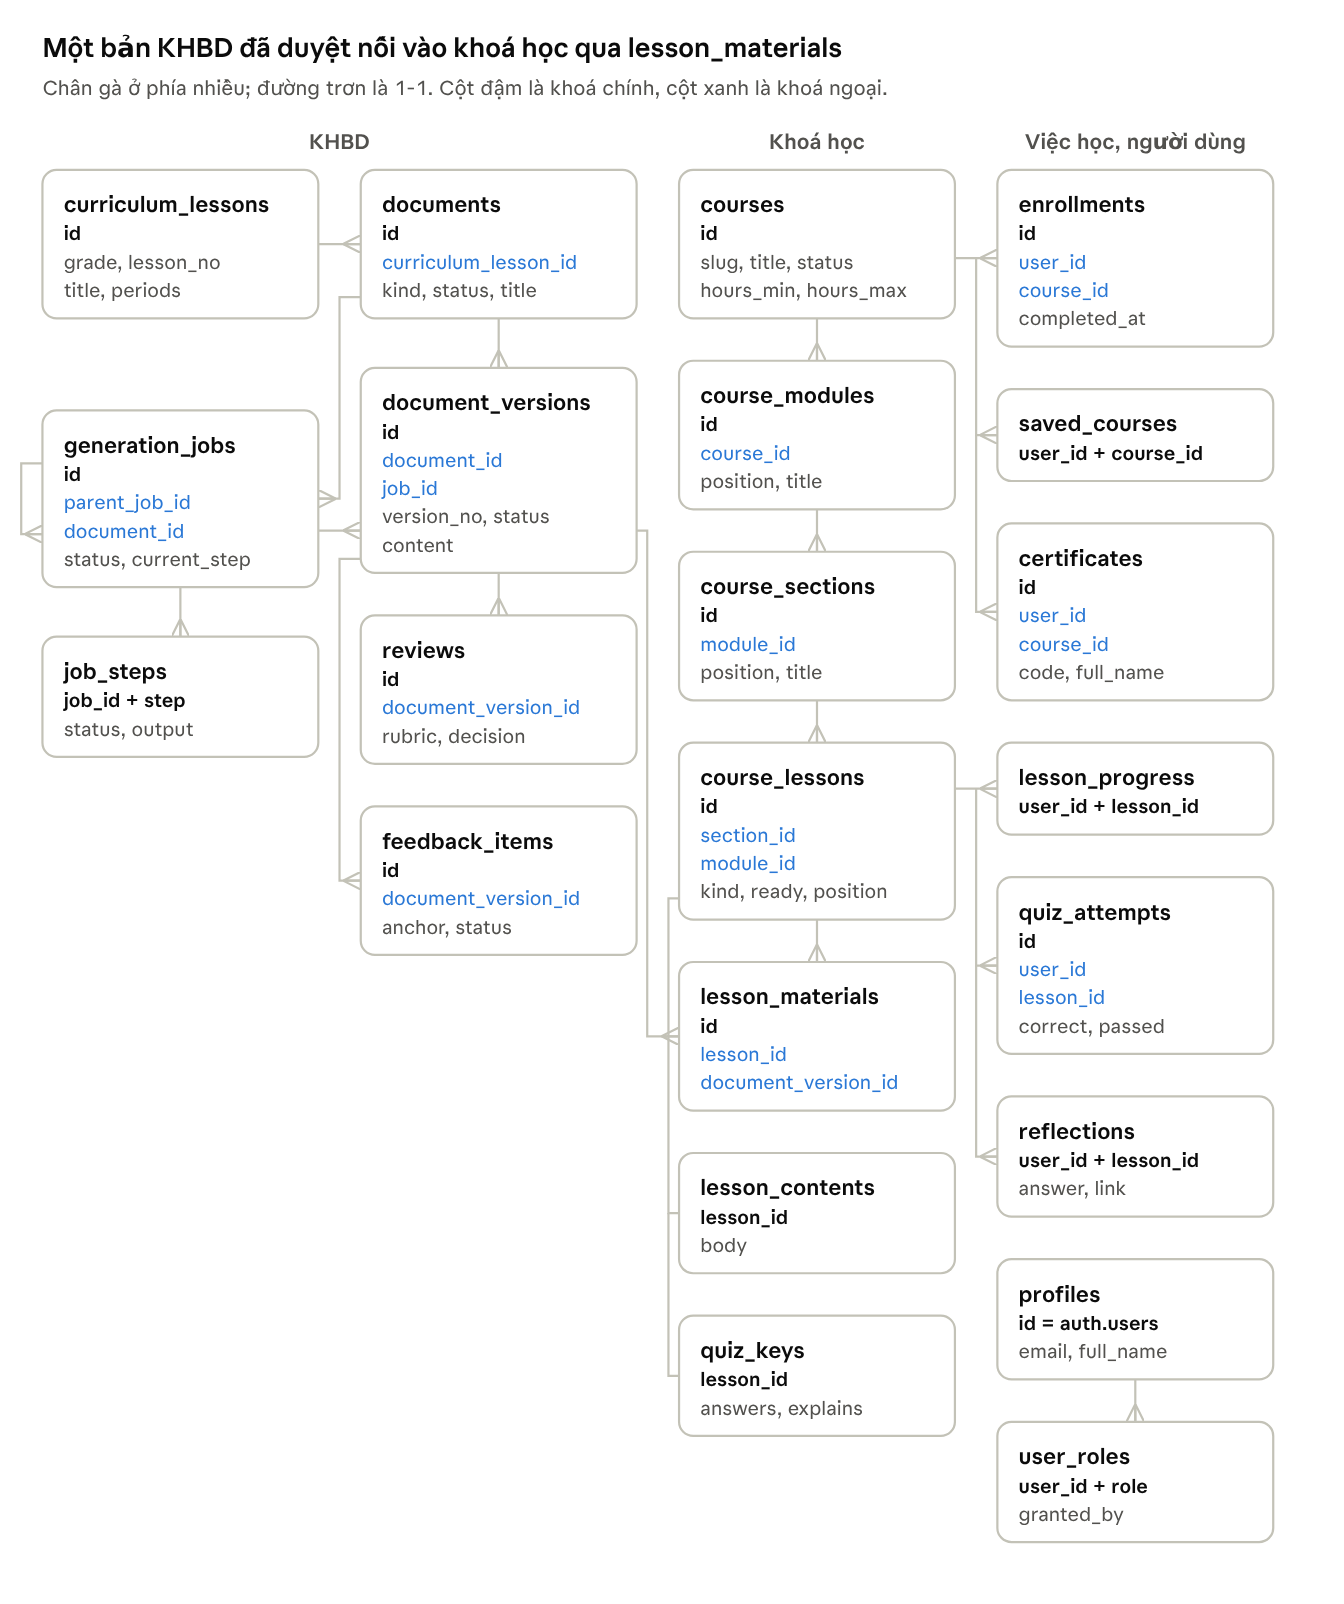 Một bản KHBD đã duyệt nối vào khoá học qua lesson_materials
Chân gà ở phía nhiều; đường trơn là 1-1. Cột đậm là khoá chính, cột xanh là khoá ngoại.
KHBD
curriculum_lessons
id
grade, lesson_no
title, periods
documents
id
curriculum_lesson_id
kind, status, title
generation_jobs
id
parent_job_id
document_id
status, current_step
document_versions
id
document_id
job_id
version_no, status
content
job_steps
job_id + step
status, output
reviews
id
document_version_id
rubric, decision
feedback_items
id
document_version_id
anchor, status
Khoá học
courses
id
slug, title, status
hours_min, hours_max
course_modules
id
course_id
position, title
course_sections
id
module_id
position, title
course_lessons
id
section_id
module_id
kind, ready, position
lesson_materials
id
lesson_id
document_version_id
lesson_contents
lesson_id
body
quiz_keys
lesson_id
answers, explains
Việc học, người dùng
enrollments
id
user_id
course_id
completed_at
saved_courses
user_id + course_id
certificates
id
user_id
course_id
code, full_name
lesson_progress
user_id + lesson_id
quiz_attempts
id
user_id
lesson_id
correct, passed
reflections
user_id + lesson_id
answer, link
profiles
id = auth.users
email, full_name
user_roles
user_id + role
granted_by